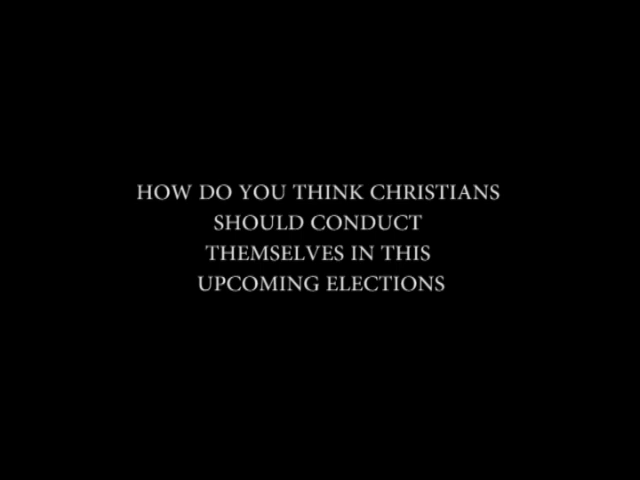 HOW DO YOU THINK CHRISTIANS
SHOULD CONDUCT
THEMSELVES IN THIS
UPCOMING ELECTIONS